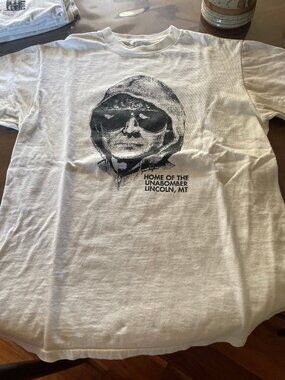 HOME OF THE
UNABOMBER
LINCOLN, MT